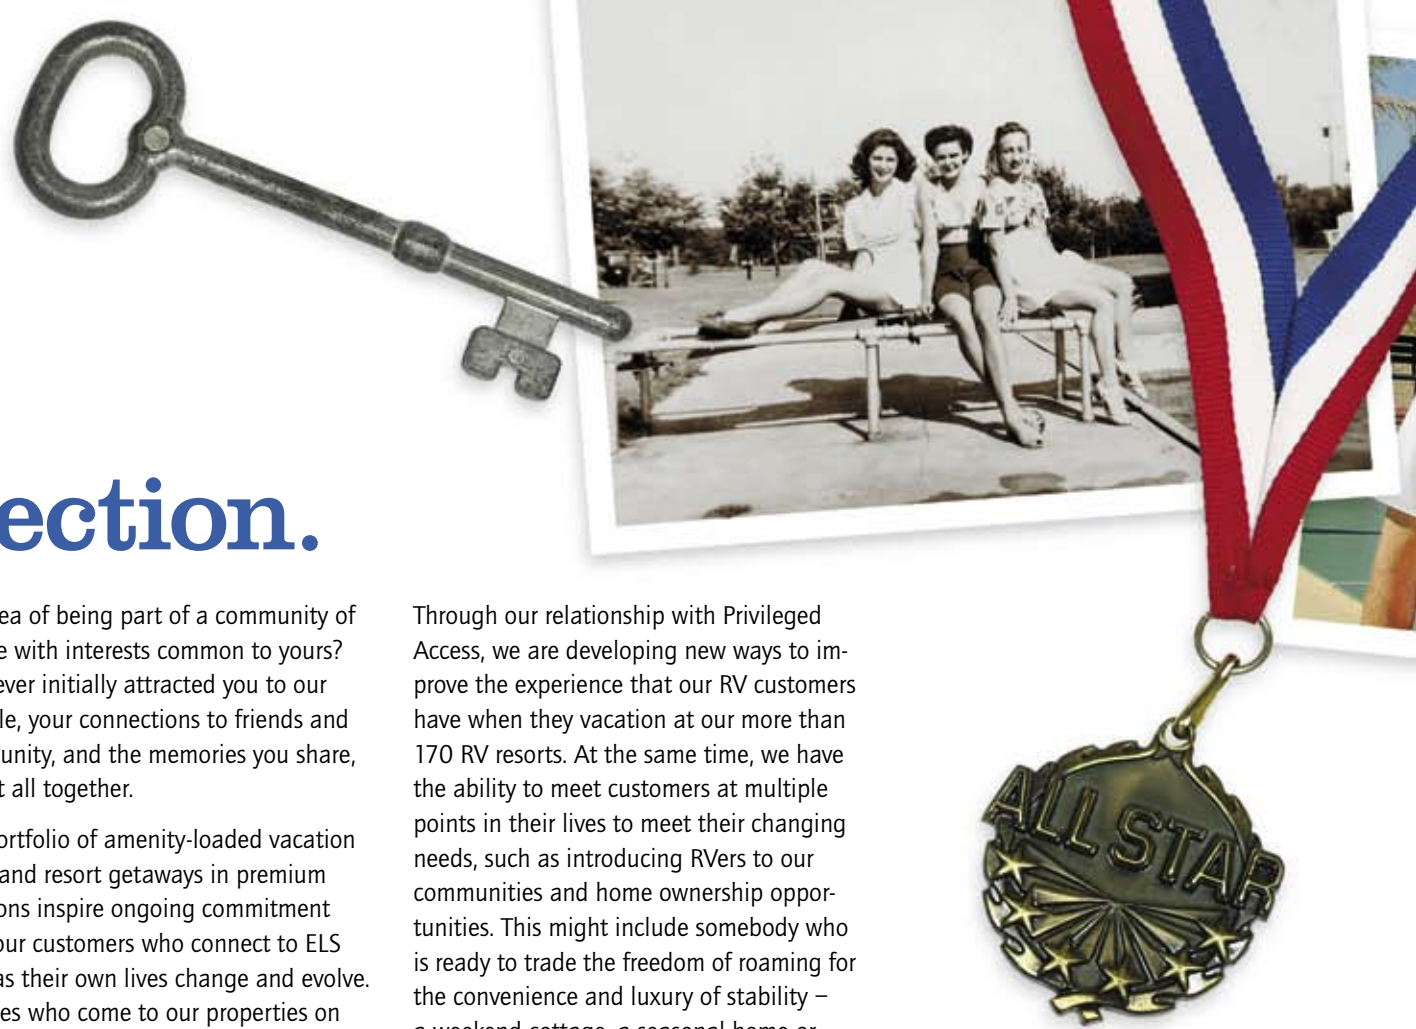 ection.
ea of being part of a community of
e with interests common to yours?
ever initially attracted you to our
le, your connections to friends and
unity, and the memories you share,
t all together.
ortfolio of amenity-loaded vacation
and resort getaways in premium
ons inspire ongoing commitment
our customers who connect to ELS
as their own lives change and evolve.
es who come to our properties on
Through our relationship with Privileged
Access, we are developing new ways to im-
prove the experience that our RV customers
have when they vacation at our more than
170 RV resorts. At the same time, we have
the ability to meet customers at multiple
points in their lives to meet their changing
needs, such as introducing RVers to our
communities and home ownership oppor-
tunities. This might include somebody who
is ready to trade the freedom of roaming for
the convenience and luxury of stability –
a weekend cottage, a seasonal home or
ALL STAR